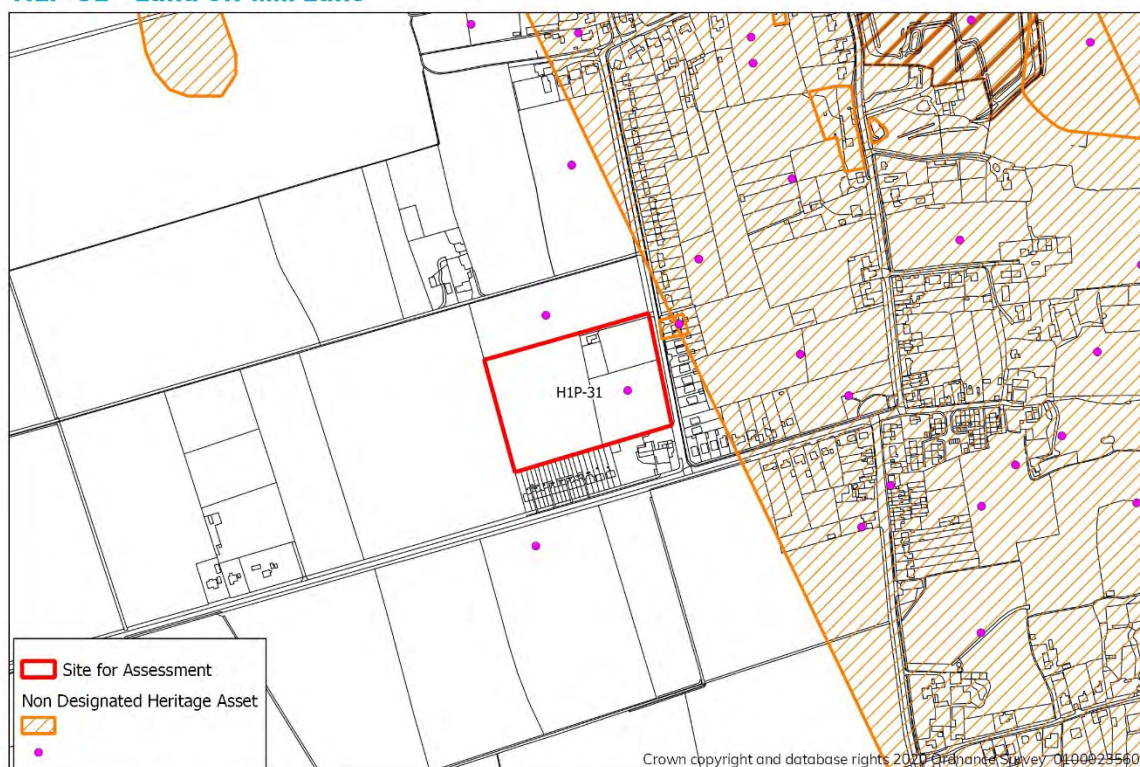 H1P-31
Site for Assessment
Non Designated Heritage Asset
Crown copyright and database rights 2020 Ordnance Survey 0100023560